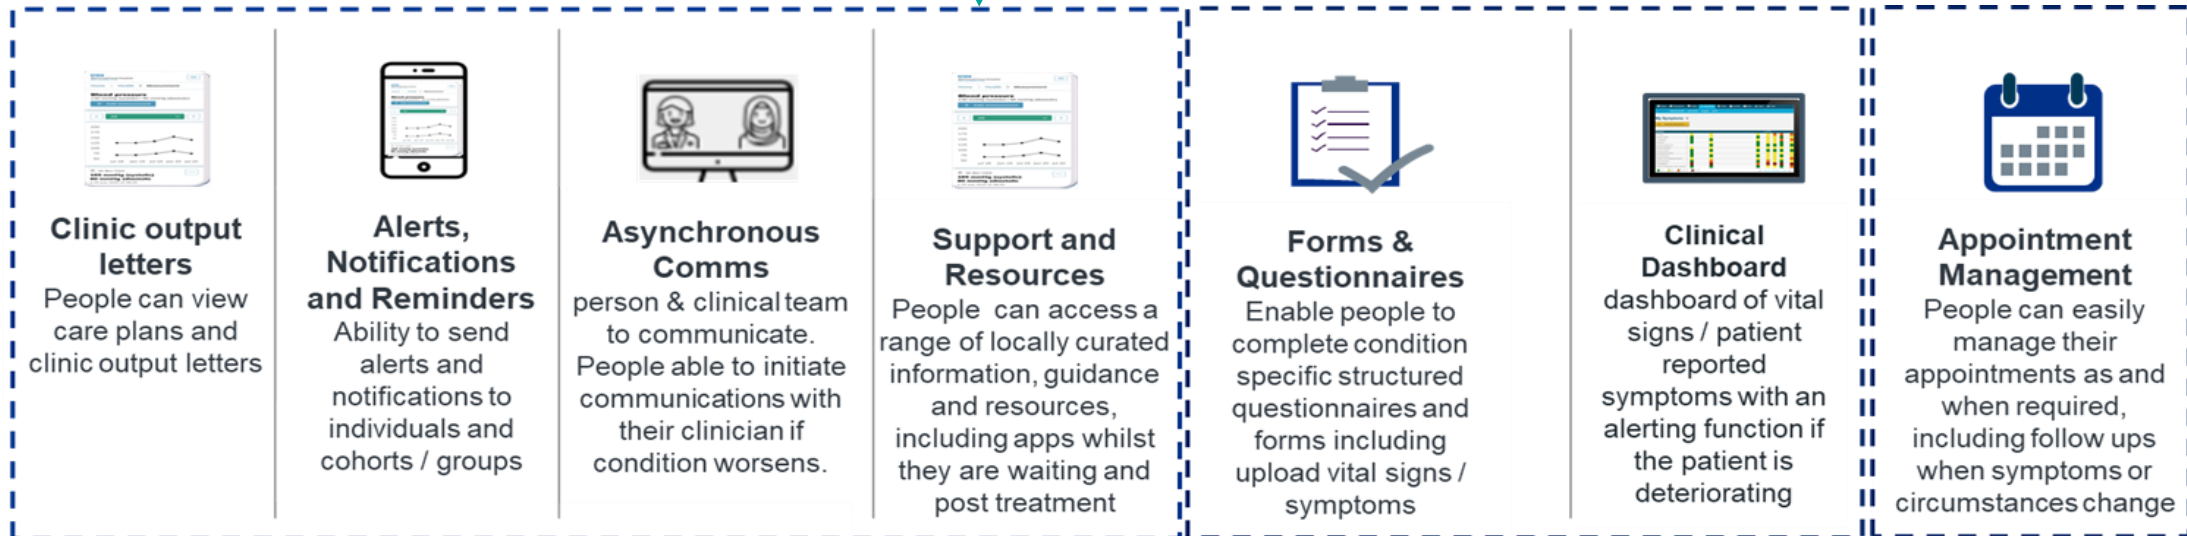 Clinic output
letters
People can view
care plans and
clinic output letters
Alerts,
Notifications
and Reminders
Ability to send
alerts and
notifications to
individuals and
cohorts / groups
Asynchronous
Comms
person & clinical team
to communicate.
People able to initiate
communications with
their clinician if
condition worsens.
Support and
Resources
People can access a
range of locally curated
information, guidance
and resources,
including apps whilst
they are waiting and
post treatment
Forms &
Questionnaires
Enable people to
complete condition
specific structured
questionnaires and
forms including
upload vital signs /
symptoms
Clinical
Dashboard
dashboard of vital
signs / patient
reported
symptoms with an
alerting function if
the patient is
deteriorating
Appointment
Management
People can easily
manage their
appointments as and
when required,
including follow ups
when symptoms or
circumstances change